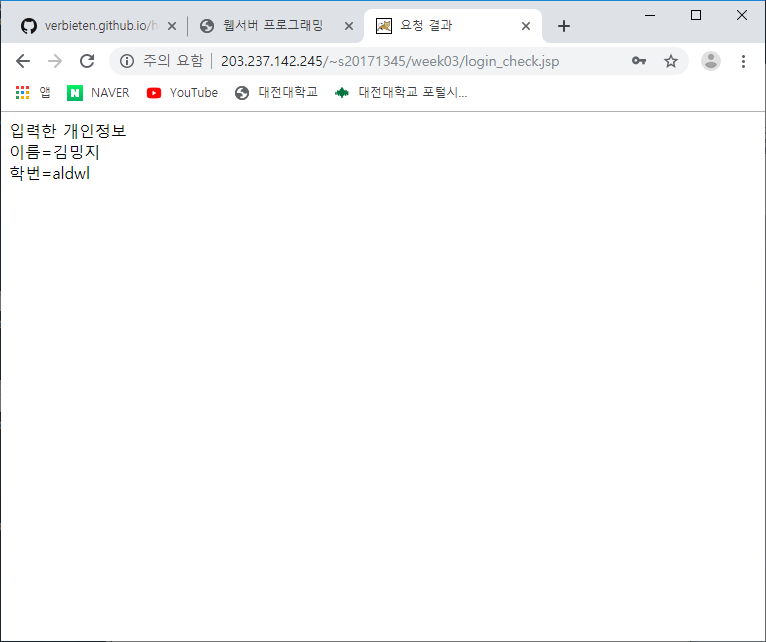 verbieten.github.io/h
웹서버 프로그래밍
요청 결과
주의 요함 | 203.237.142.245/~s20171345/week03/login_check.jsp
앱 NAVER YouTube 대전대학교 대전대학교 포털시...
입력한 개인정보
이름=김밍지
학번=aldwl